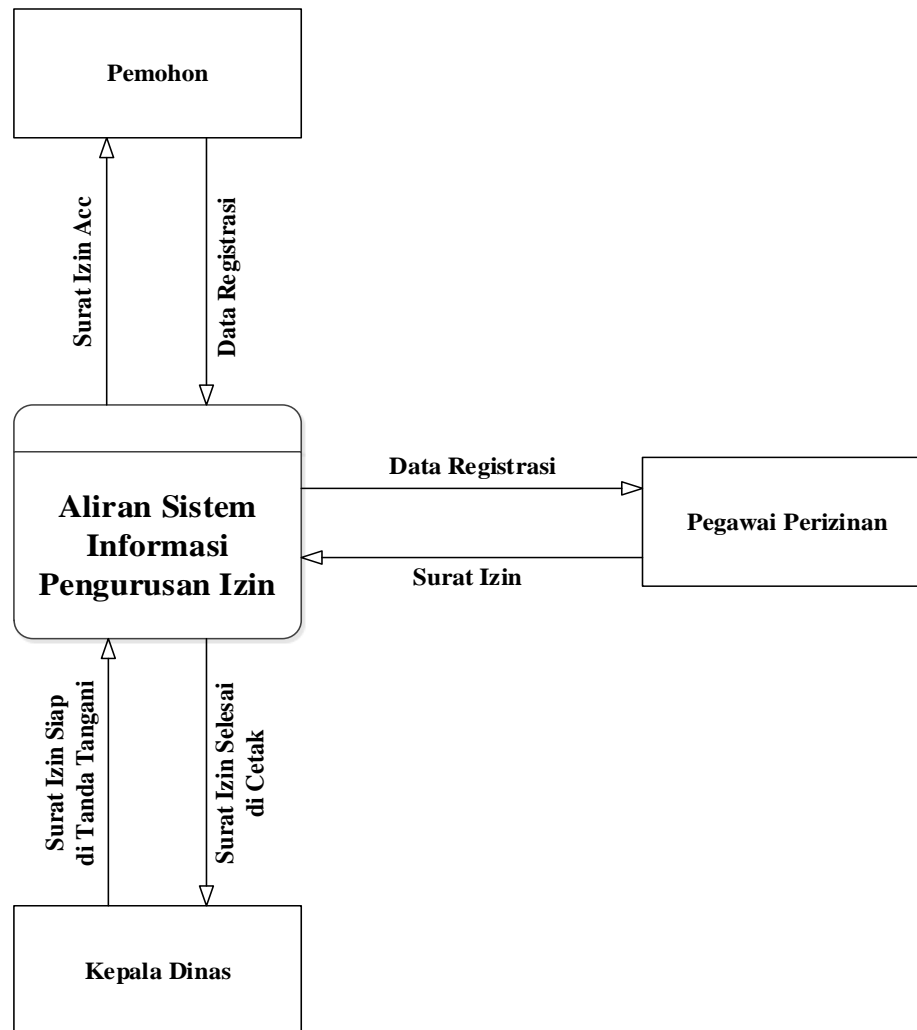 Pemohon
Surat Izin Acc
Data Registrasi
Aliran Sistem
Informasi
Pengurusan Izin
Data Registrasi
Surat Izin
Pegawai Perizinan
Surat Izin Siap
di Tanda Tangani
Surat Izin Selesai
di Cetak
Kepala Dinas